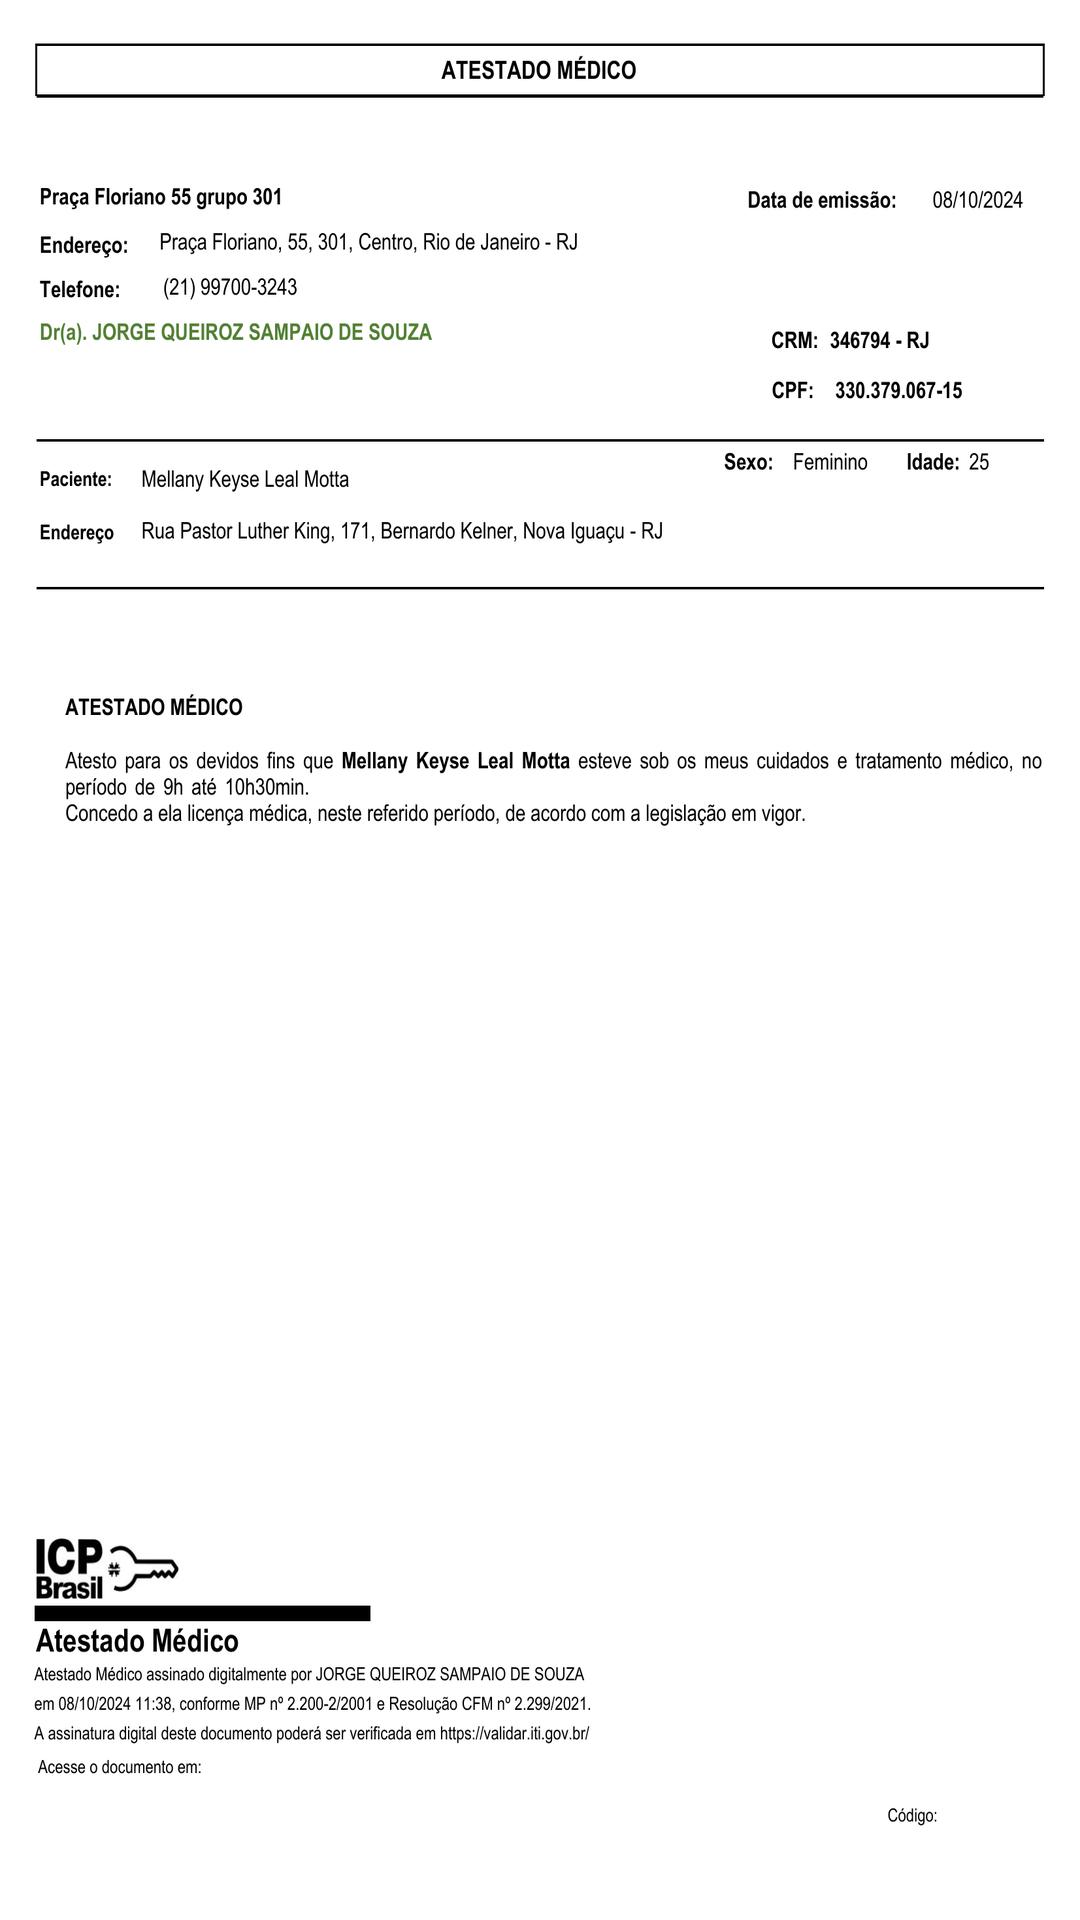 ATESTADO MÉDICO
Praça Floriano 55 grupo 301
Data de emissão: 08/10/2024
Endereço: Praça Floriano, 55, 301, Centro, Rio de Janeiro - RJ
Telefone: (21) 99700-3243
Dr(a). JORGE QUEIROZ SAMPAIO DE SOUZA
CRM: 346794 - RJ
CPF: 330.379.067-15
Sexo: Feminino Idade: 25
Paciente: Mellany Keyse Leal Motta
Endereço Rua Pastor Luther King, 171, Bernardo Kelner, Nova Iguaçu - RJ
ATESTADO MÉDICO
Atesto para os devidos fins que Mellany Keyse Leal Motta esteve sob os meus cuidados e tratamento médico, no
período de 9h até 10h30min.
Concedo a ela licença médica, neste referido período, de acordo com a legislação em vigor.
ICP
Brasil
Atestado Médico
Atestado Médico assinado digitalmente por JORGE QUEIROZ SAMPAIO DE SOUZA
em 08/10/2024 11:38, conforme MP nº 2.200-2/2001 e Resolução CFM nº 2.299/2021.
A assinatura digital deste documento poderá ser verificada em https://validar.iti.gov.br/
Acesse o documento em:
Código: